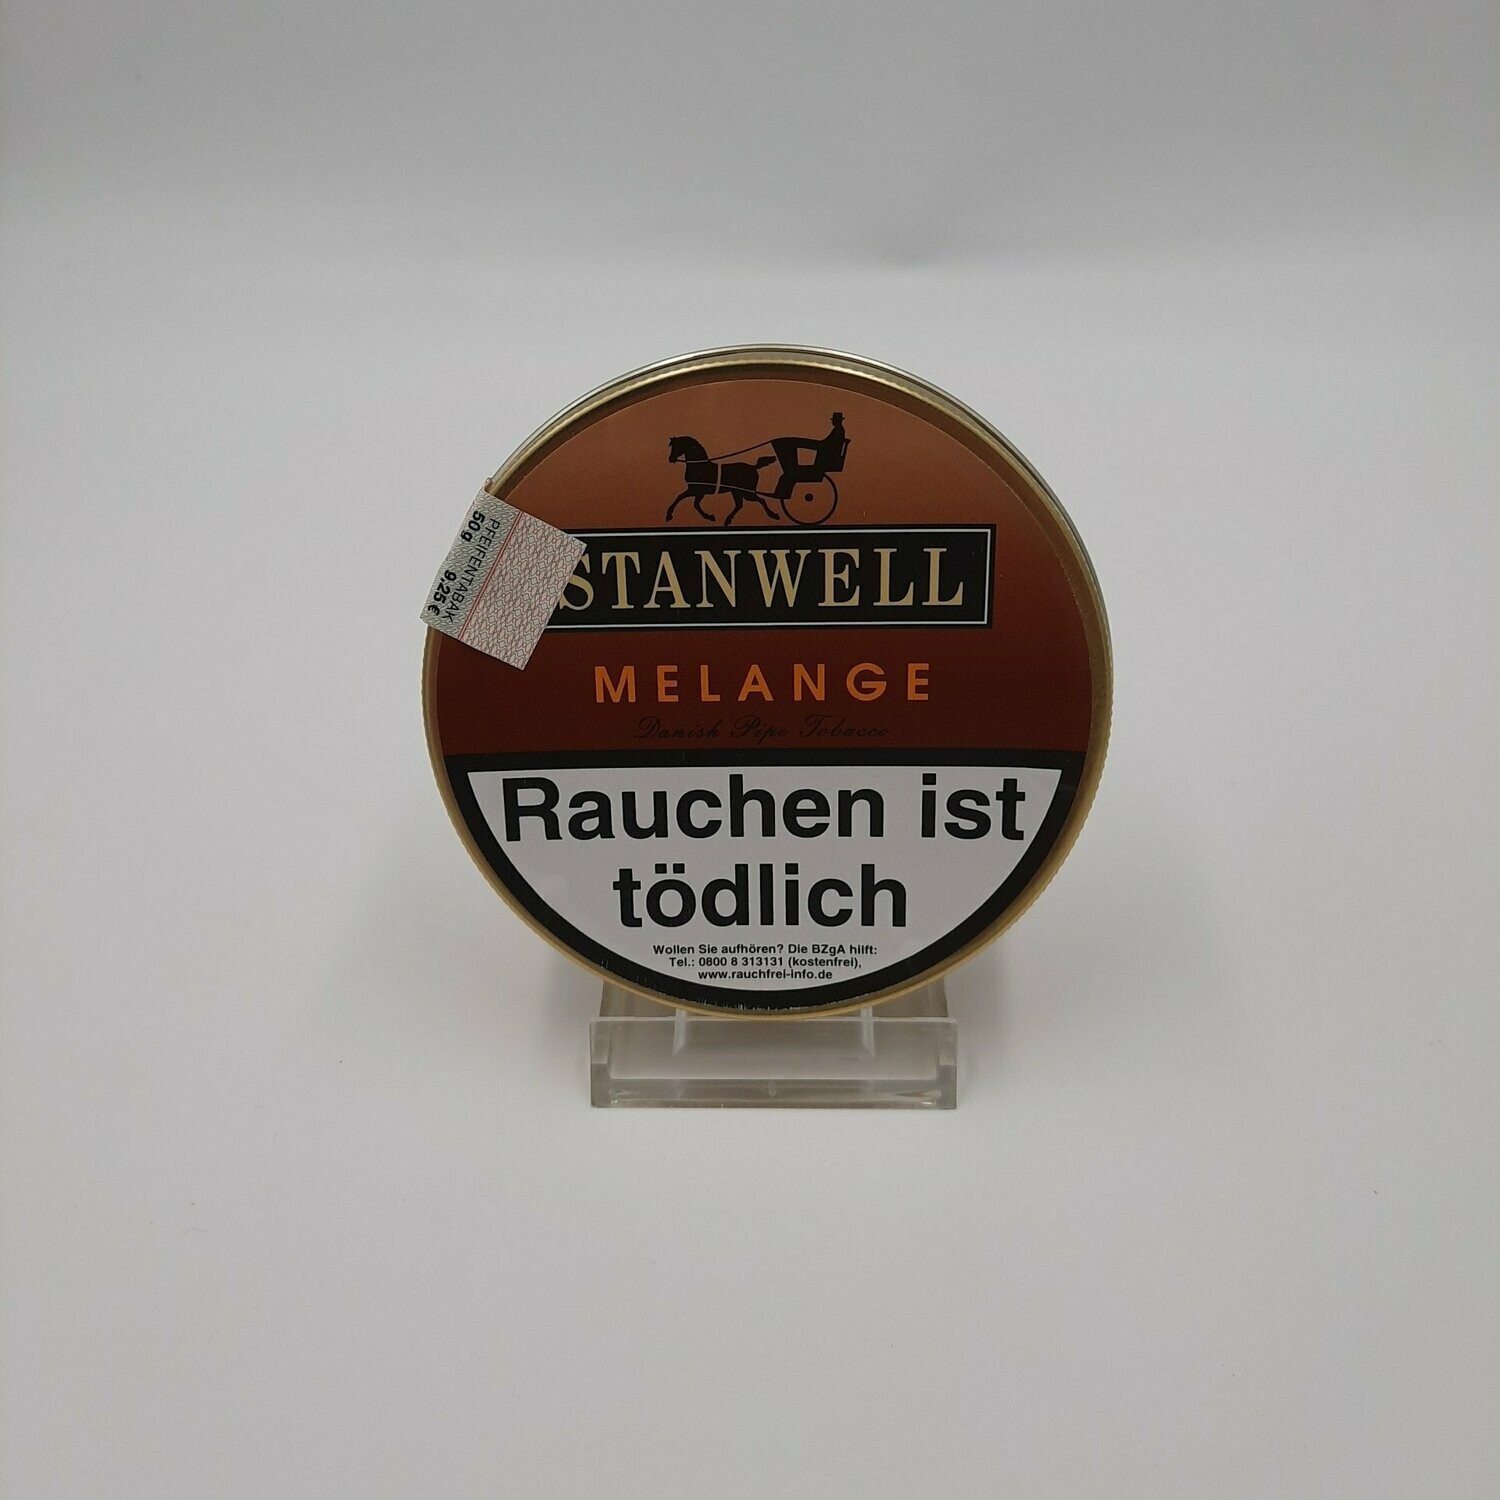 STANWELL
MELANGE
Danish Pipe Tobacco
PFEIFENTABAK
50g 9,25 €
Rauchen ist
tödlich
Wollen Sie aufhören? Die BZgA hilft:
Tel.: 0800 8 313131 (kostenfrei),
www.rauchfrei-info.de